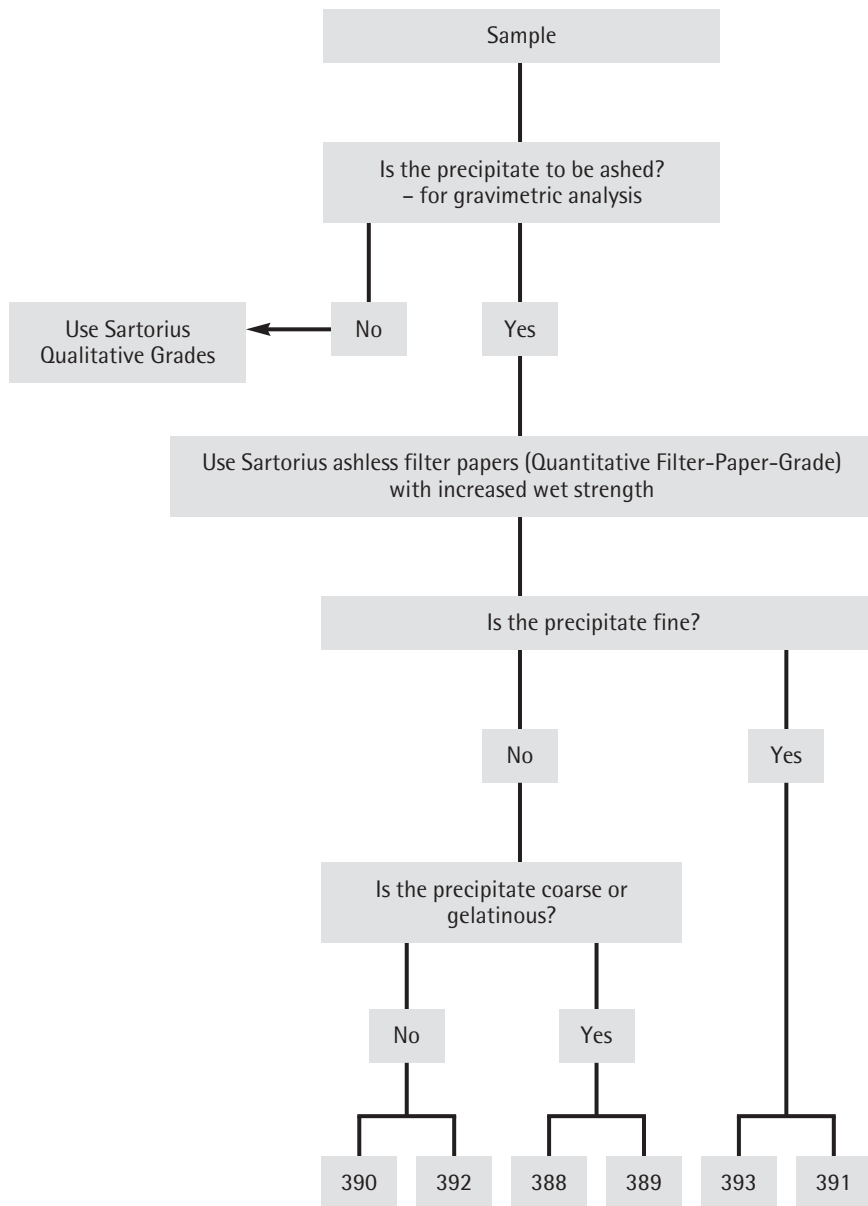 Sample
Is the precipitate to be ashed?
– for gravimetric analysis
Use Sartorius
Qualitative Grades
No
Yes
Use Sartorius ashless filter papers (Quantitative Filter-Paper-Grade)
with increased wet strength
Is the precipitate fine?
No
Yes
Is the precipitate coarse or
gelatinous?
No
Yes
390
392
388
389
393
391